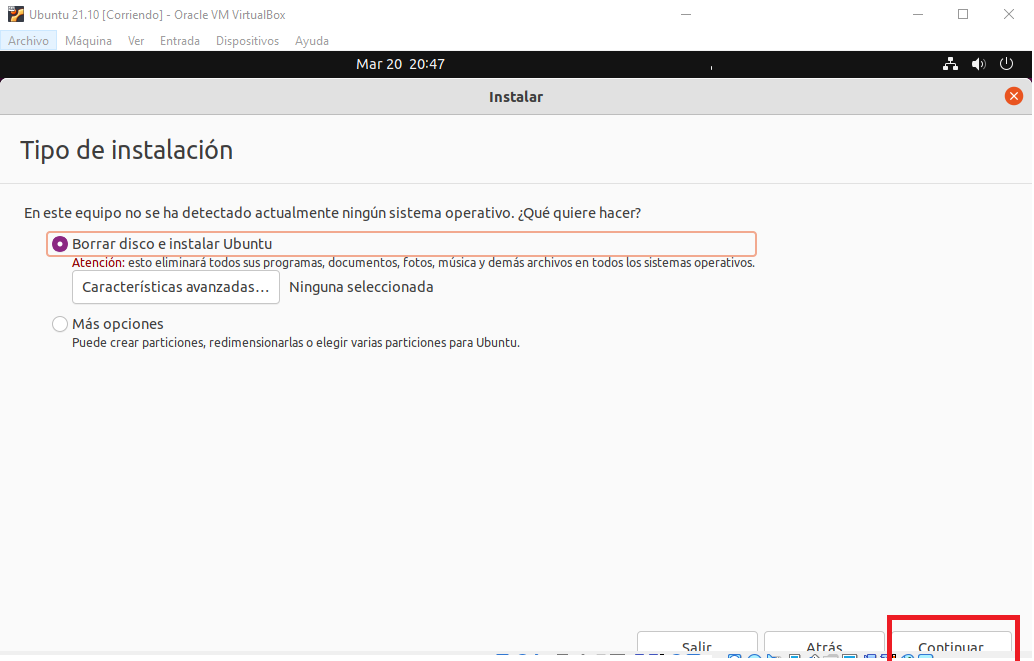 Ubuntu 21.10 [Corriendo] - Oracle VM VirtualBox
Archivo Máquina Ver Entrada Dispositivos Ayuda
Mar 20 20:47
Instalar
Tipo de instalación
En este equipo no se ha detectado actualmente ningún sistema operativo. ¿Qué quiere hacer?
Borrar disco e instalar Ubuntu
Atención: esto eliminará todos sus programas, documentos, fotos, música y demás archivos en todos los sistemas operativos.
Características avanzadas... Ninguna seleccionada
Más opciones
Puede crear particiones, redimensionarlas o elegir varias particiones para Ubuntu.
Salir Atrás Continuar